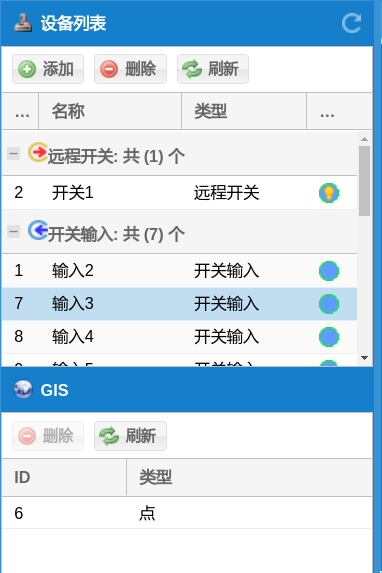 设备列表
添加 删除 刷新
... 名称 类型 ...
远程开关: 共 (1) 个
2 开关1 远程开关
开关输入: 共 (7) 个
1 输入2 开关输入
7 输入3 开关输入
8 输入4 开关输入
输入5 开关输入
GIS
删除 刷新
ID 类型
6 点